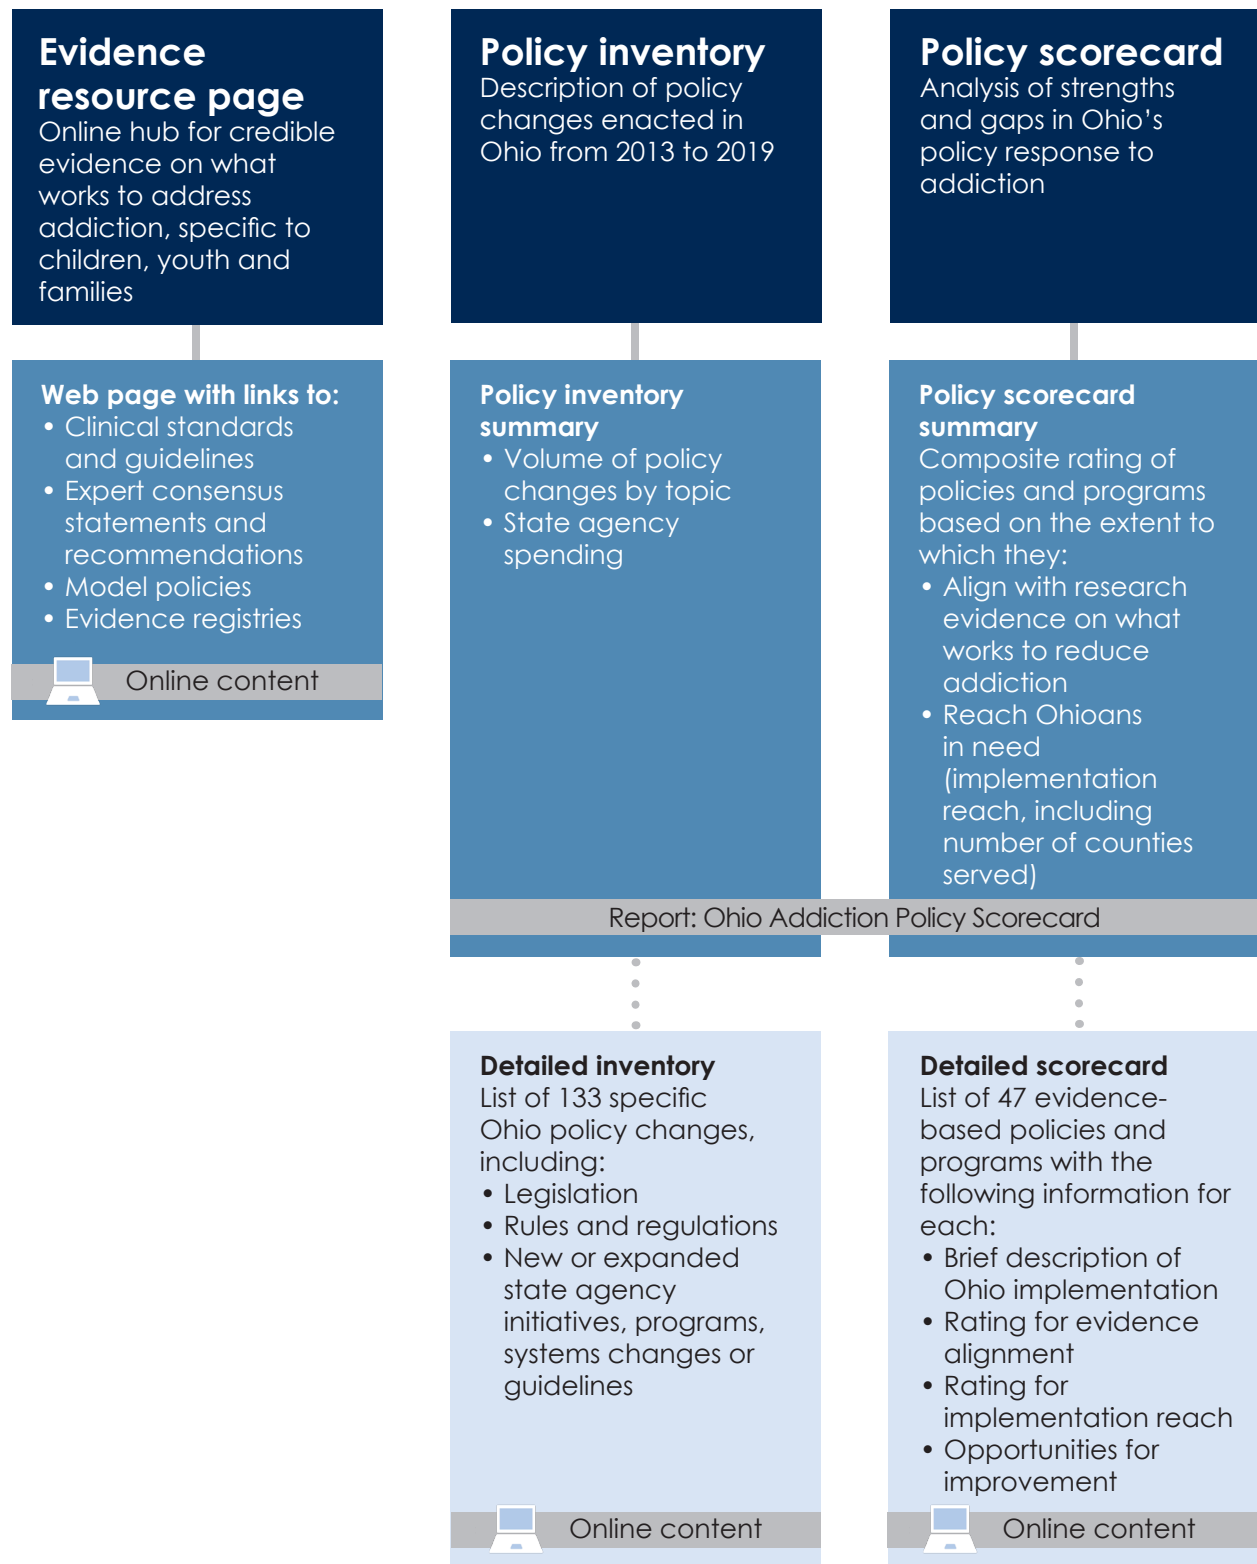 Evidence
resource page
Online hub for credible
evidence on what
works to address
addiction, specific to
children, youth and
families
Web page with links to:
• Clinical standards
and guidelines
• Expert consensus
statements and
recommendations
• Model policies
• Evidence registries
Online content
Policy inventory
Description of policy
changes enacted in
Ohio from 2013 to 2019
Policy inventory
summary
• Volume of policy
changes by topic
• State agency
spending
Policy scorecard
Analysis of strengths
and gaps in Ohio’s
policy response to
addiction
Policy scorecard
summary
Composite rating of
policies and programs
based on the extent to
which they:
• Align with research
evidence on what
works to reduce
addiction
• Reach Ohioans
in need
(implementation
reach, including
number of counties
served)
Report: Ohio Addiction Policy Scorecard
Detailed inventory
List of 133 specific
Ohio policy changes,
including:
• Legislation
• Rules and regulations
• New or expanded
state agency
initiatives, programs,
systems changes or
guidelines
Online content
Detailed scorecard
List of 47 evidence-
based policies and
programs with the
following information for
each:
• Brief description of
Ohio implementation
• Rating for evidence
alignment
• Rating for
implementation reach
• Opportunities for
improvement
Online content